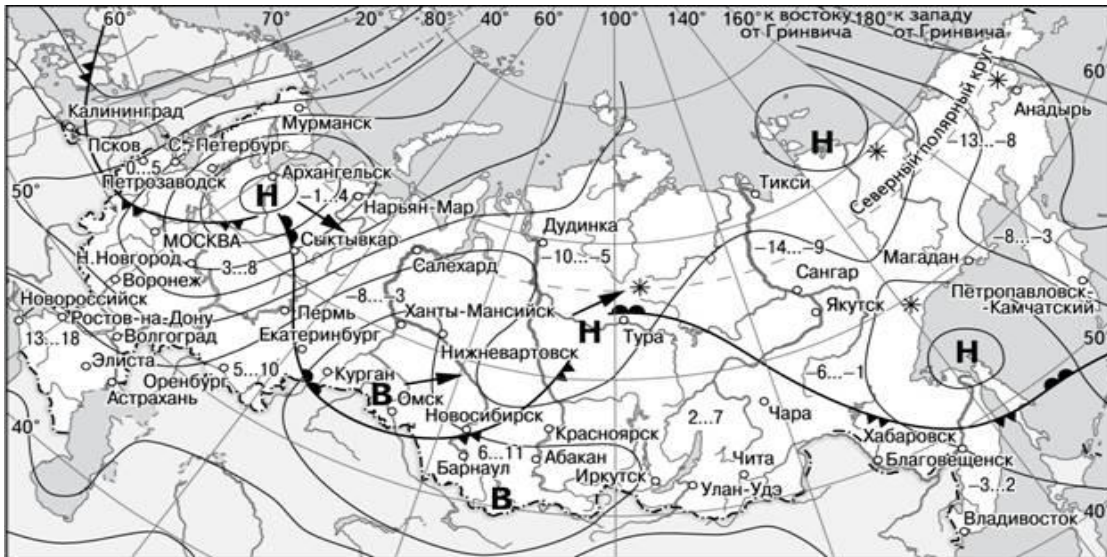 60° 70° 20° 30° 40° 60° 80° 100° 120° 140° 160° к востоку 180° к западу
от Гринвича от Гринвича
60°
Северный полярный круг
Анадырь
Калининград
Мурманск
Псков С.-Петербург
0...5
Петрозаводск
Архангельск
Н
-1...4
Нарьян-Мар
50°
МОСКВА
Сыктывкар
Н.Новгород
-3...8
Воронеж
Салехард
Дудинка
-10...-5
Н
Тикси
-13...-8
-14...-9
-8...-3
Магадан
Сангар
Якутск
Петропавловск-
Камчатский
Новороссийск
Ростов-на-Дону
13...18
Волгоград
Пермь
-8...-3
Ханты-Мансийск
Екатеринбург
Н
Тура
Н
50°
Нижневартовск
Элиста
5...10
Оренбург
Астрахань
Курган
В
Омск
-6...-1
Чара
2...7
40°
Новосибирск
6...11
Красноярск
Барнаул
Абакан
В
Иркутск
Чита
Улан-Удэ
Хабаровск
Благовещенск
-3...2
Владивосток
40°